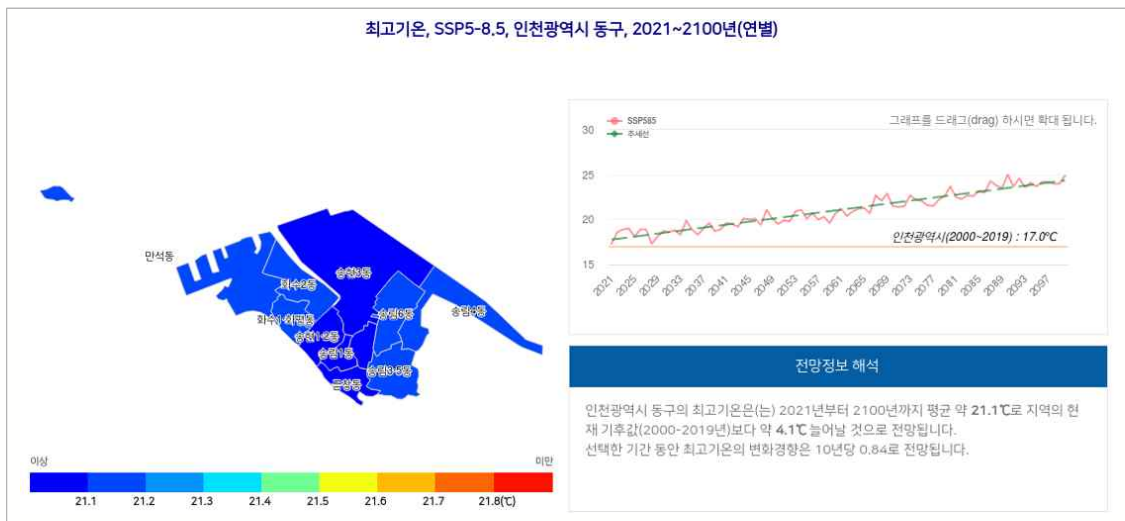 최고기온, SSP5-8.5, 인천광역시 동구, 2021~2100년(연별)
만석동
화수2동
송현3동
화수1·화평동
송현1·2동
송림6동
송림4동
송림1동
송림3·5동
금창동
이상
미만
21.1 21.2 21.3 21.4 21.5 21.6 21.7 21.8(℃)
SSP585
추세선
그래프를 드래그(drag) 하시면 확대 됩니다.
30
25
20
15
인천광역시(2000~2019) : 17.0℃
2021 2025 2029 2033 2037 2041 2045 2049 2053 2057 2061 2065 2069 2073 2077 2081 2085 2089 2093 2097
전망정보 해석
인천광역시 동구의 최고기온은(는) 2021년부터 2100년까지 평균 약 21.1℃로 지역의 현
재 기후값(2000-2019년)보다 약 4.1℃ 늘어날 것으로 전망됩니다.
선택한 기간 동안 최고기온의 변화경향은 10년당 0.84로 전망됩니다.